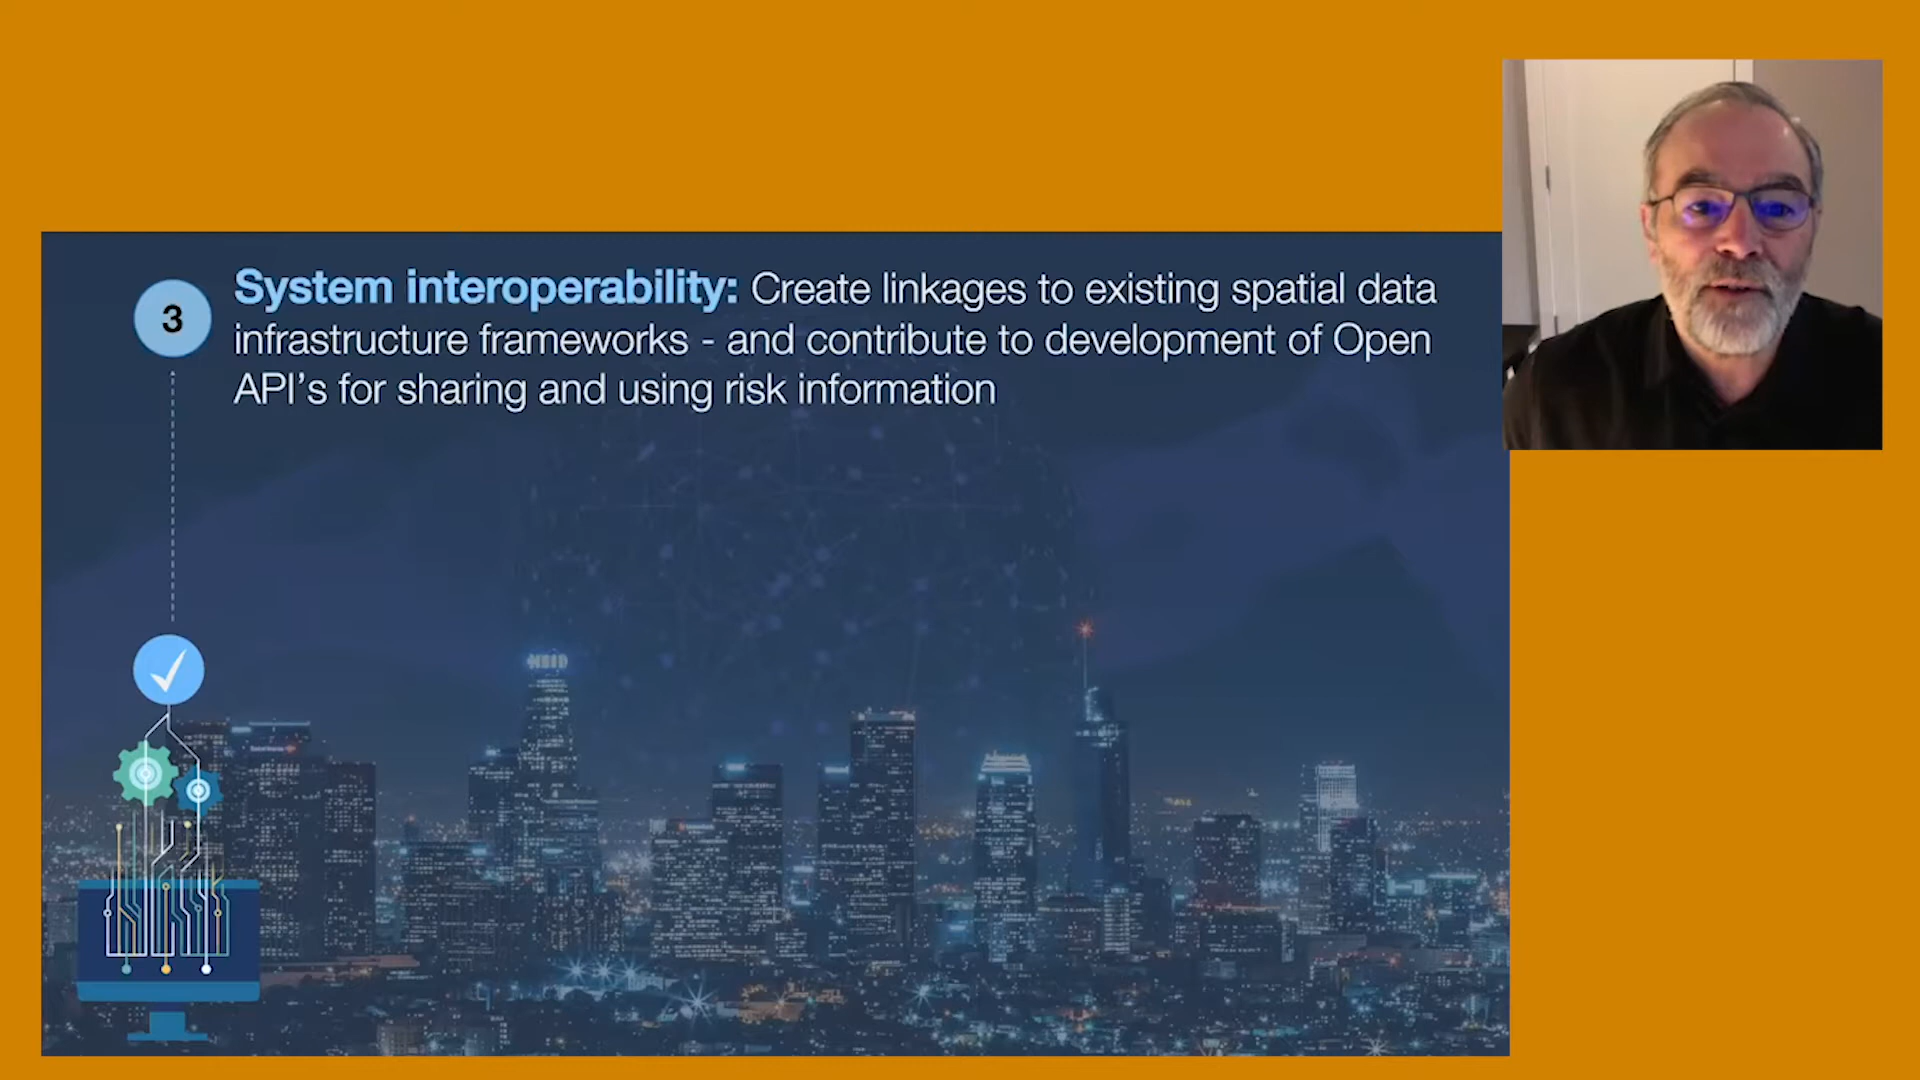 3
System interoperability: Create linkages to existing spatial data
infrastructure frameworks - and contribute to development of Open
API’s for sharing and using risk information